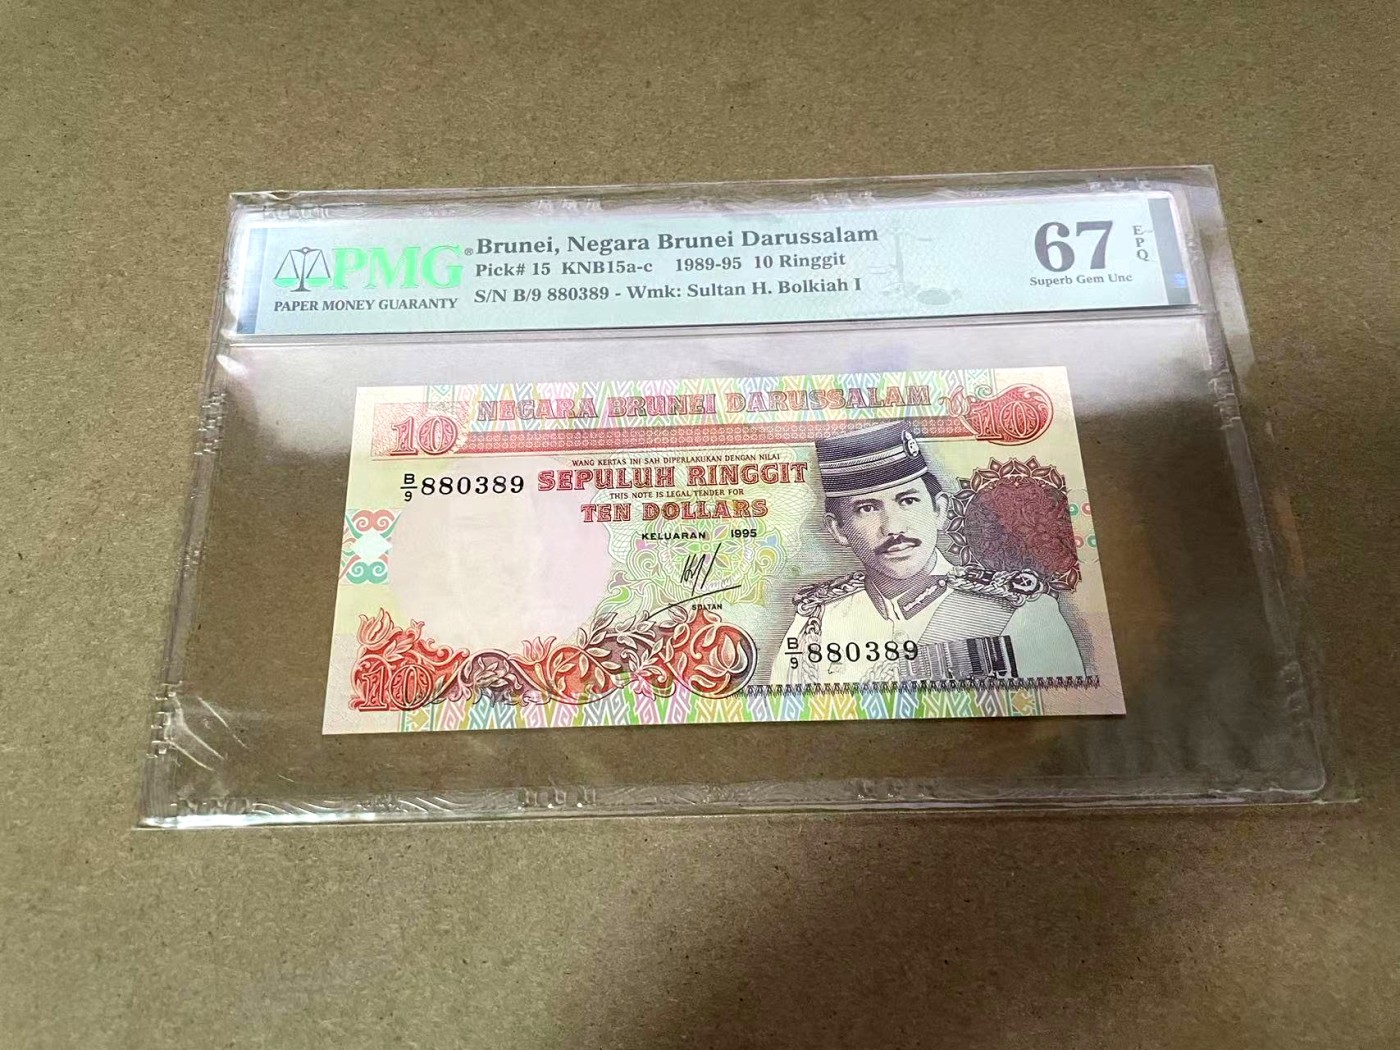 PMG®
PAPER MONEY GUARANTY
Brunei, Negara Brunei Darussalam
Pick# 15 KNB15a-c 1989-95 10 Ringgit
S/N B/9 880389 - Wmk: Sultan H. Bolkiah I
67
EPQ
Superb Gem Unc
NEGARA BRUNEI DARUSSALAM
10
10
WANG KERTAS INI SAH DIPERLAKUKAN DENGAN NILAI
B/9 880389
SEPULUH RINGGIT
THIS NOTE IS LEGAL TENDER FOR
TEN DOLLARS
KELUARAN 1995
SULTAN
B/9 880389
10